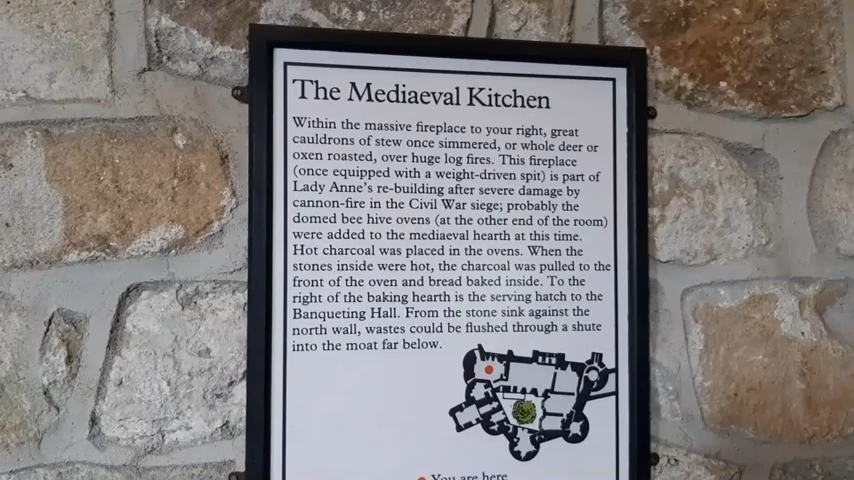 The Mediaeval Kitchen
Within the massive fireplace to your right, great
cauldrons of stew once simmered, or whole deer or
oxen roasted, over huge log fires. This fireplace
(once equipped with a weight-driven spit) is part of
Lady Anne's re-building after severe damage by
cannon-fire in the Civil War siege; probably the
domed bee hive ovens (at the other end of the room)
were added to the mediaeval hearth at this time.
Hot charcoal was placed in the ovens. When the
stones inside were hot, the charcoal was pulled to the
front of the oven and bread baked inside. To the
right of the baking hearth is the serving hatch to the
Banqueting Hall. From the stone sink against the
north wall, wastes could be flushed through a shute
into the moat far below.
You are here